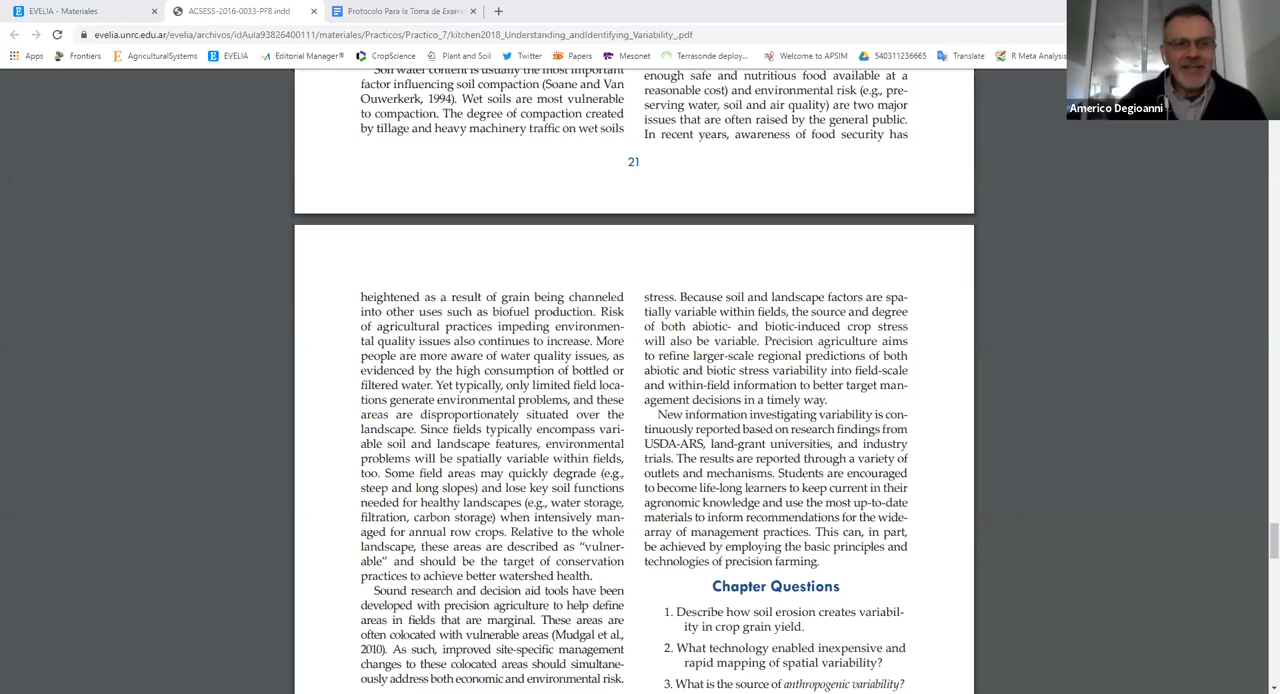 EVELIA - Materiales
ACSESS-2016-0033-PFB.indd
Protocolo Para la Toma de Exame
evelia.unrc.edu.ar/evelia/archivos/idAula93826400111/materiales/Practicos/Practico_7/kitchen2018_Understanding_andIdentifying_Variability_.pdf
Apps Frontiers AgriculturalSystems EVELIA Editorial Manager® CropScience Plant and Soil Twitter Papers Mesonet Terrasonde deploy... Welcome to APSIM 540311236665 Translate R Meta Analysis
Americo Degioanni
Soil water content is usually the most important
factor influencing soil compaction (Soane and Van
Ouwerkerk, 1994). Wet soils are most vulnerable
to compaction. The degree of compaction created
by tillage and heavy machinery traffic on wet soils
enough safe and nutritious food available at a
reasonable cost) and environmental risk (e.g., pre-
serving water, soil and air quality) are two major
issues that are often raised by the general public.
In recent years, awareness of food security has
21
heightened as a result of grain being channeled
into other uses such as biofuel production. Risk
of agricultural practices impeding environmen-
tal quality issues also continues to increase. More
people are more aware of water quality issues, as
evidenced by the high consumption of bottled or
filtered water. Yet typically, only limited field loca-
tions generate environmental problems, and these
areas are disproportionately situated over the
landscape. Since fields typically encompass vari-
able soil and landscape features, environmental
problems will be spatially variable within fields,
too. Some field areas may quickly degrade (e.g.,
steep and long slopes) and lose key soil functions
needed for healthy landscapes (e.g., water storage,
filtration, carbon storage) when intensively man-
aged for annual row crops. Relative to the whole
landscape, these areas are described as “vulner-
able” and should be the target of conservation
practices to achieve better watershed health.
Sound research and decision aid tools have been
developed with precision agriculture to help define
areas in fields that are marginal. These areas are
often colocated with vulnerable areas (Mudgal et al.,
2010). As such, improved site-specific management
changes to these colocated areas should simultane-
ously address both economic and environmental risk.
stress. Because soil and landscape factors are spa-
tially variable within fields, the source and degree
of both abiotic- and biotic-induced crop stress
will also be variable. Precision agriculture aims
to refine larger-scale regional predictions of both
abiotic and biotic stress variability into field-scale
and within-field information to better target man-
agement decisions in a timely way.
New information investigating variability is con-
tinuously reported based on research findings from
USDA-ARS, land-grant universities, and industry
trials. The results are reported through a variety of
outlets and mechanisms. Students are encouraged
to become life-long learners to keep current in their
agronomic knowledge and use the most up-to-date
materials to inform recommendations for the wide-
array of management practices. This can, in part,
be achieved by employing the basic principles and
technologies of precision farming.
Chapter Questions
1. Describe how soil erosion creates variabil-
ity in crop grain yield.
2. What technology enabled inexpensive and
rapid mapping of spatial variability?
3. What is the source of anthropogenic variability?